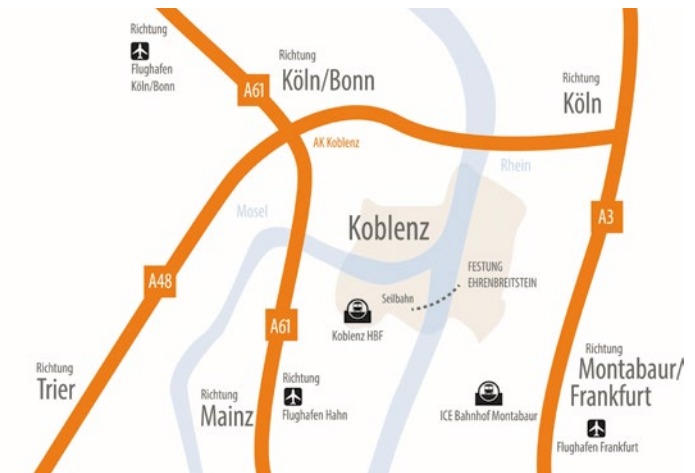 Richtung
Flughafen
Köln/Bonn
Richtung
Köln/Bonn
Richtung
Köln
A61
AK Koblenz
Rhein
Mosel
Koblenz
A3
A48
FESTUNG
EHRENBREITSTEIN
Seilbahn
Koblenz HBF
A61
Richtung
Trier
Richtung
Mainz
Richtung
Flughafen Hahn
ICE Bahnhof Montabaur
Richtung
Montabaur/
Frankfurt
Flughafen Frankfurt